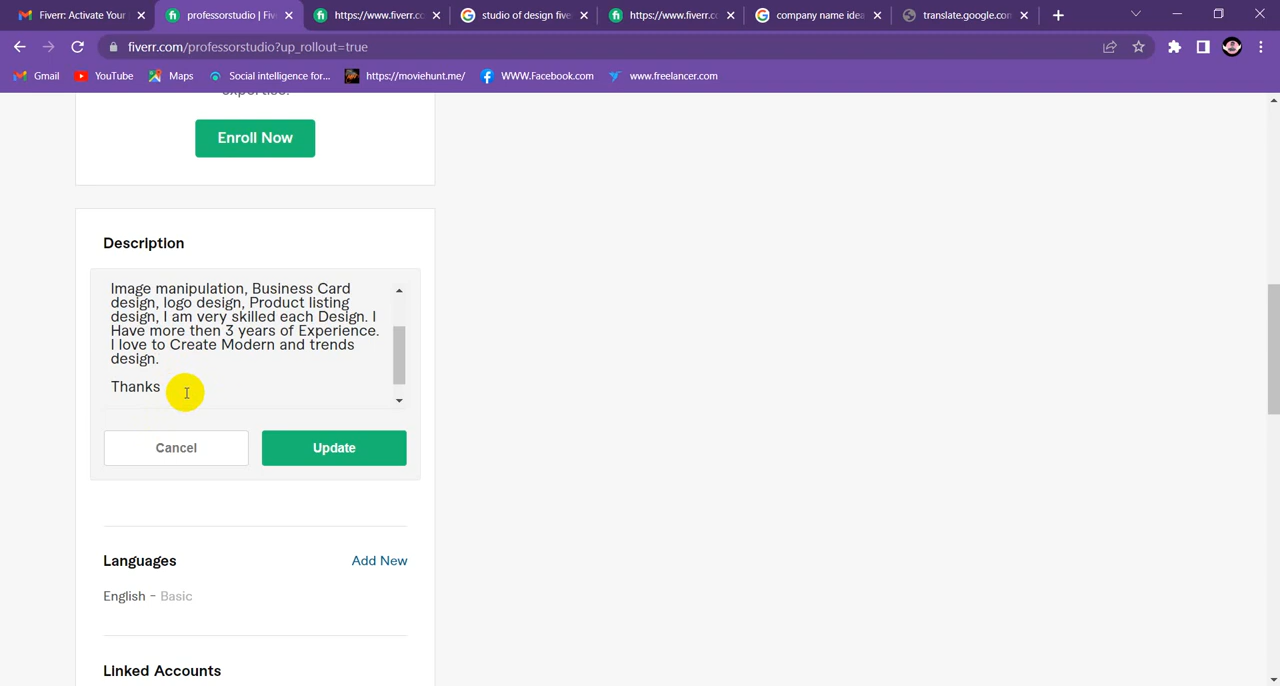 Fiverr: Activate Your
professorstudio | Five
https://www.fiverr.co
studio of design five
https://www.fiverr.co
company name idea
translate.google.com
fiverr.com/professorstudio?up_rollout=true
Gmail
YouTube
Maps
Social intelligence for...
https://moviehunt.me/
WWW.Facebook.com
www.freelancer.com
expertise.
Enroll Now
Description
Image manipulation, Business Card
design, logo design, Product listing
design, I am very skilled each Design. I
Have more then 3 years of Experience.
I love to Create Modern and trends
design.
Thanks
Cancel
Update
Languages
Add New
English - Basic
Linked Accounts